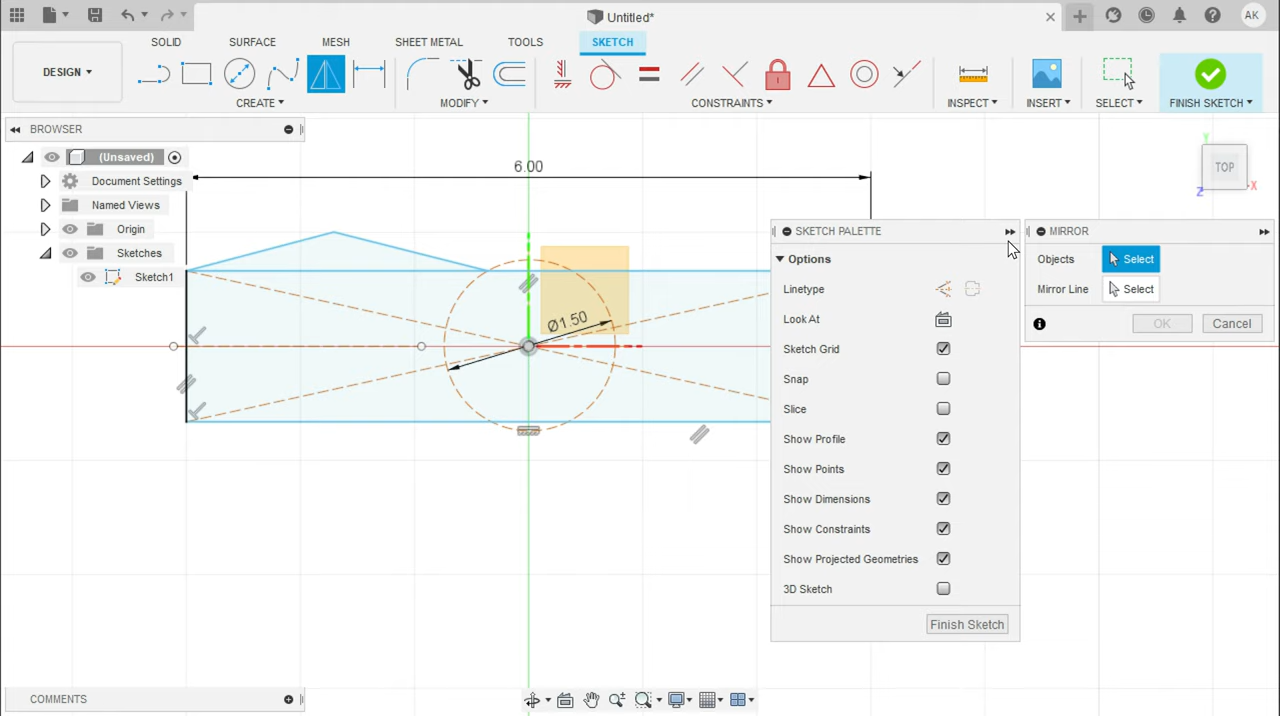 Untitled*
AK
SOLID
SURFACE
MESH
SHEET METAL
TOOLS
SKETCH
DESIGN
CREATE
MODIFY
CONSTRAINTS
INSPECT
INSERT
SELECT
FINISH SKETCH
BROWSER
(Unsaved)
Document Settings
Named Views
Origin
Sketches
Sketch1
6.00
Ø1.50
Y
TOP
X
Z
SKETCH PALETTE
Options
Linetype
Look At
Sketch Grid
Snap
Slice
Show Profile
Show Points
Show Dimensions
Show Constraints
Show Projected Geometries
3D Sketch
Finish Sketch
MIRROR
Objects Select
Mirror Line Select
OK Cancel
COMMENTS